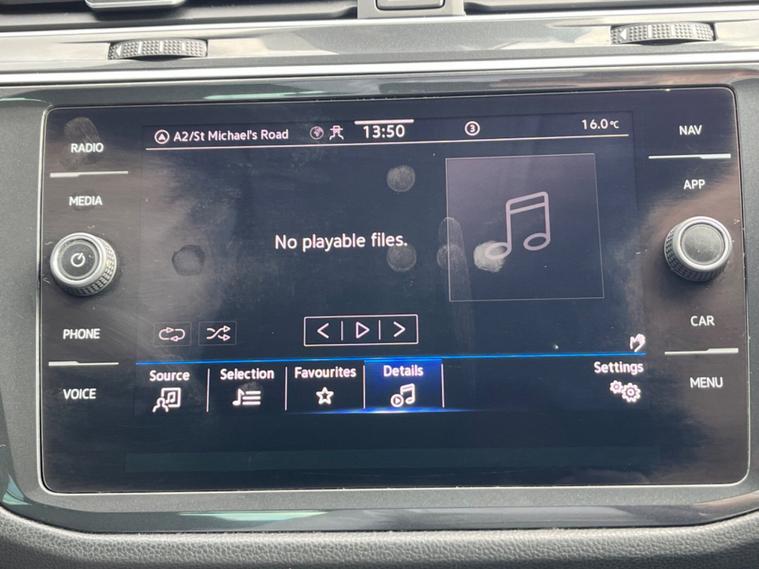 RADIO
MEDIA
PHONE
VOICE
A2/St Michael's Road
13:50
3
16.0°C
No playable files.
Source
Selection
Favourites
Details
Settings
NAV
APP
CAR
MENU